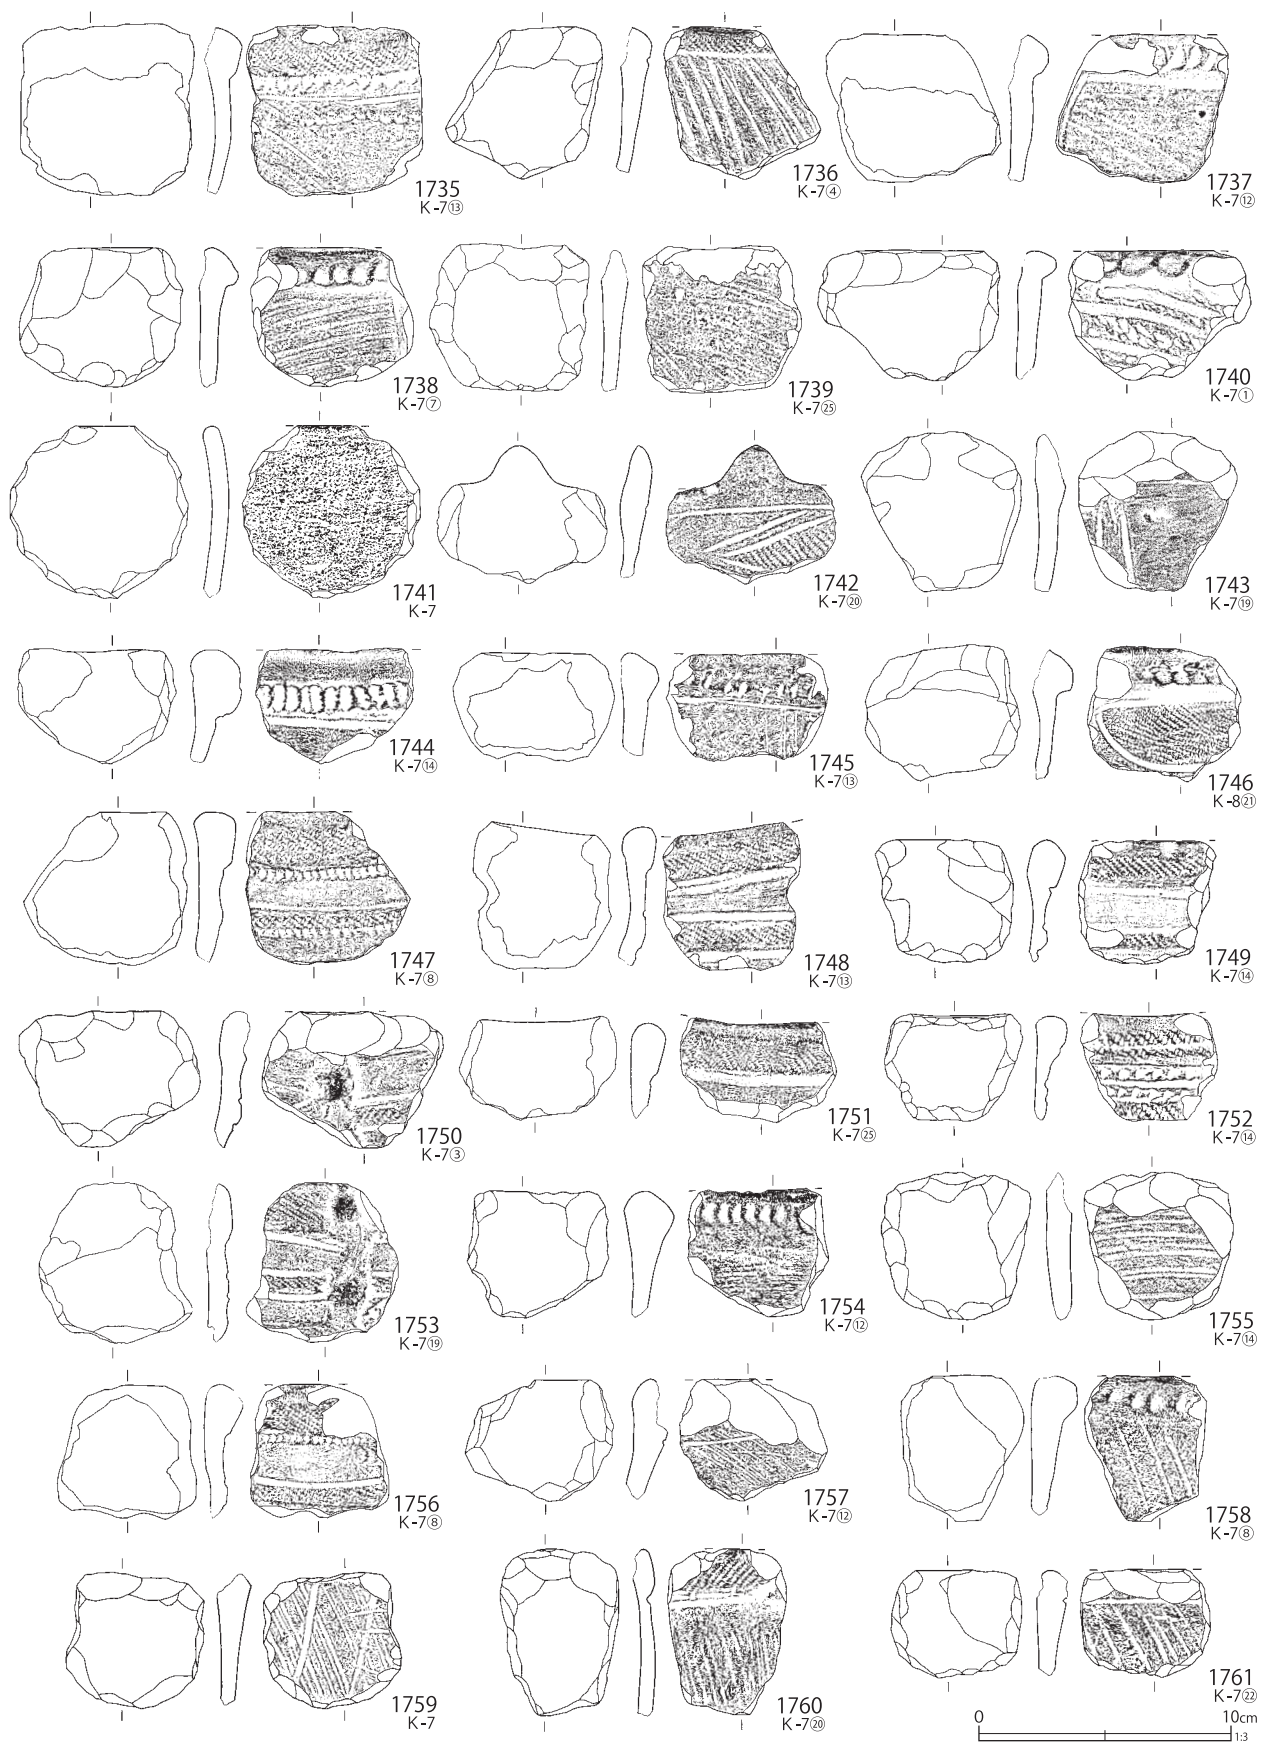 1735
K-7⑬
1736
K-7④
1737
K-7⑫
1738
K-7⑦
1739
K-7㉕
1740
K-7①
1741
K-7
1742
K-7⑳
1743
K-7⑲
1744
K-7⑭
1745
K-7⑬
1746
K-8㉑
1747
K-7⑧
1748
K-7⑬
1749
K-7⑭
1750
K-7③
1751
K-7㉕
1752
K-7⑭
1753
K-7⑲
1754
K-7⑫
1755
K-7⑭
1756
K-7⑧
1757
K-7⑫
1758
K-7⑧
1759
K-7
1760
K-7⑳
1761
K-7㉒
0 10cm
1:3